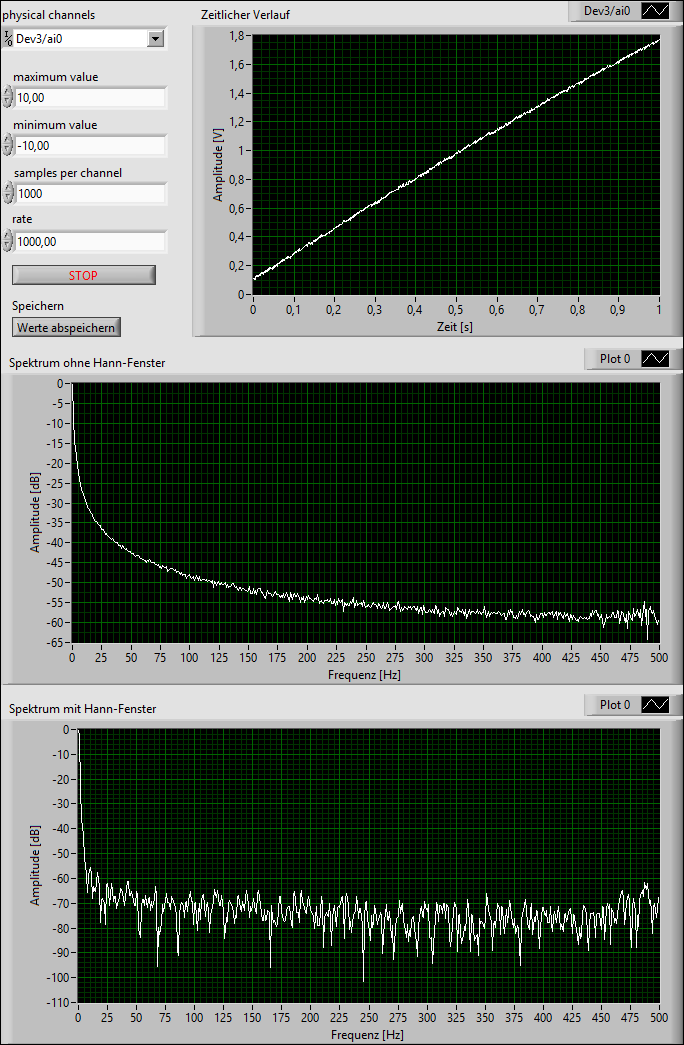 physical channels
I/0 Dev3/ai0
maximum value
10,00
minimum value
-10,00
samples per channel
1000
rate
1000,00
STOP
Speichern
Werte abspeichern
Zeitlicher Verlauf
Dev3/ai0
Amplitude [V]
1,8
1,6
1,4
1,2
1
0,8
0,6
0,4
0,2
0
0 0,1 0,2 0,3 0,4 0,5 0,6 0,7 0,8 0,9 1
Zeit [s]
Spektrum ohne Hann-Fenster
Plot 0
Amplitude [dB]
0
-5
-10
-15
-20
-25
-30
-35
-40
-45
-50
-55
-60
-65
0 25 50 75 100 125 150 175 200 225 250 275 300 325 350 375 400 425 450 475 500
Frequenz [Hz]
Spektrum mit Hann-Fenster
Plot 0
Amplitude [dB]
0
-10
-20
-30
-40
-50
-60
-70
-80
-90
-100
-110
0 25 50 75 100 125 150 175 200 225 250 275 300 325 350 375 400 425 450 475 500
Frequenz [Hz]